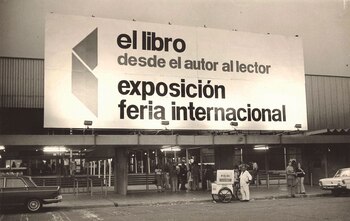 el libro
desde el autor al lector
exposición
feria internacional